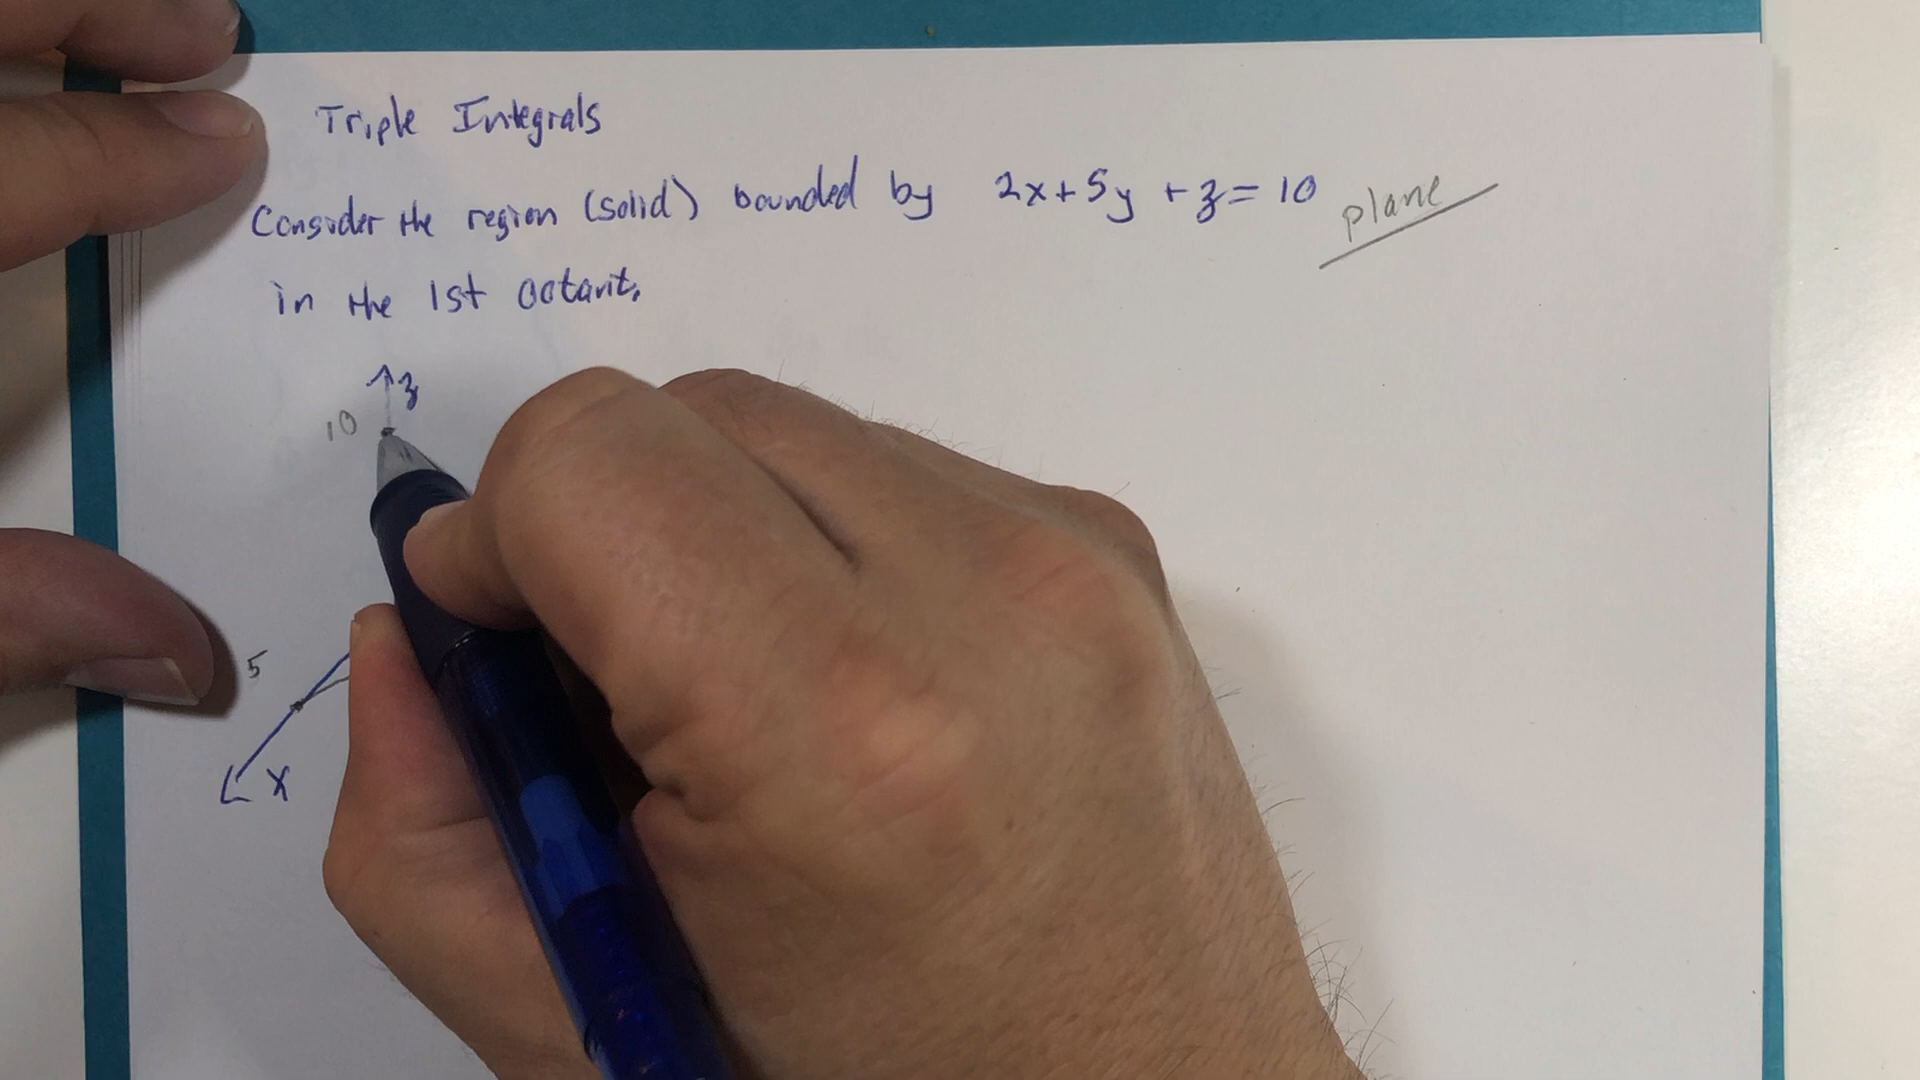 Triple Integrals
Consider the region (solid) bounded by 2x+5y+z=10 plane
in the 1st octant.
z
10
5
x